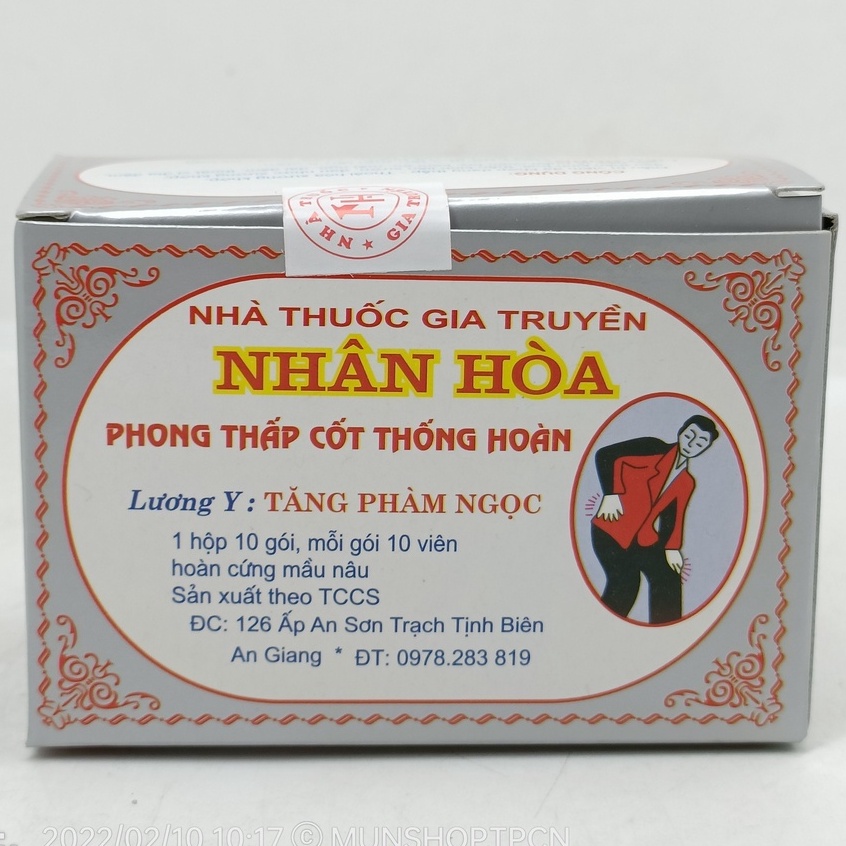 CÔNG DỤNG:
NHÀ THUỐC GIA TRUYỀN
NHÂN HÒA
PHONG THẤP CỐT THỐNG HOÀN
Lương Y : TĂNG PHÀM NGỌC
1 hộp 10 gói, mỗi gói 10 viên
hoàn cứng mầu nâu
Sản xuất theo TCCS
ĐC: 126 Ấp An Sơn Trạch Tịnh Biên
An Giang * ĐT: 0978.283 819
2022/02/10 10:17 © MUNSHOPTPCN